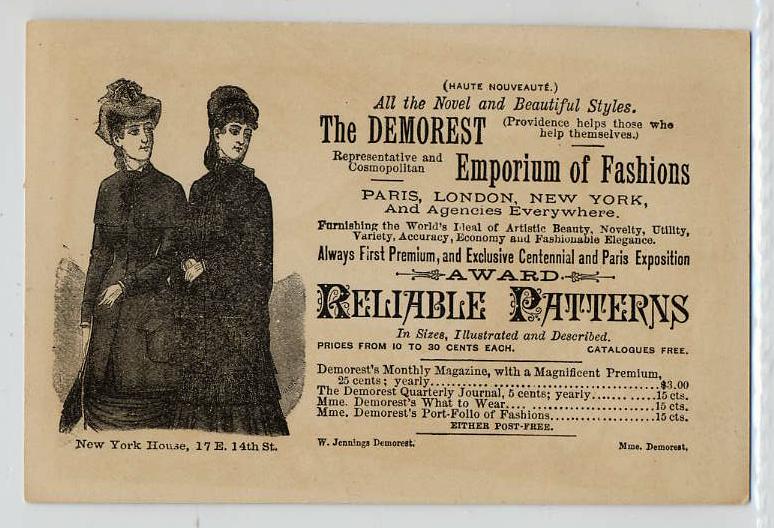 (HAUTE NOUVEAUTÉ.)
All the Novel and Beautiful Styles.
The DEMOREST (Providence helps those who help themselves.)
Representative and Cosmopolitan Emporium of Fashions
PARIS, LONDON, NEW YORK,
And Agencies Everywhere.
Furnishing the World's Ideal of Artistic Beauty, Novelty, Utility,
Variety, Accuracy, Economy and Fashionable Elegance.
Always First Premium, and Exclusive Centennial and Paris Exposition
AWARD
RELIABLE PATTERNS
In Sizes, Illustrated and Described.
PRICES FROM 10 TO 30 CENTS EACH. CATALOGUES FREE.
Demorest's Monthly Magazine, with a Magnificent Premium,
25 cents; yearly........................................$3.00
The Demorest Quarterly Journal, 5 cents; yearly..........15 cts.
Mme. Demorest's What to Wear............................15 cts.
Mme. Demorest's Port-Folio of Fashions..................15 cts.
EITHER POST-FREE.
New York House, 17 E. 14th St.
W. Jennings Demorest. Mme. Demorest.